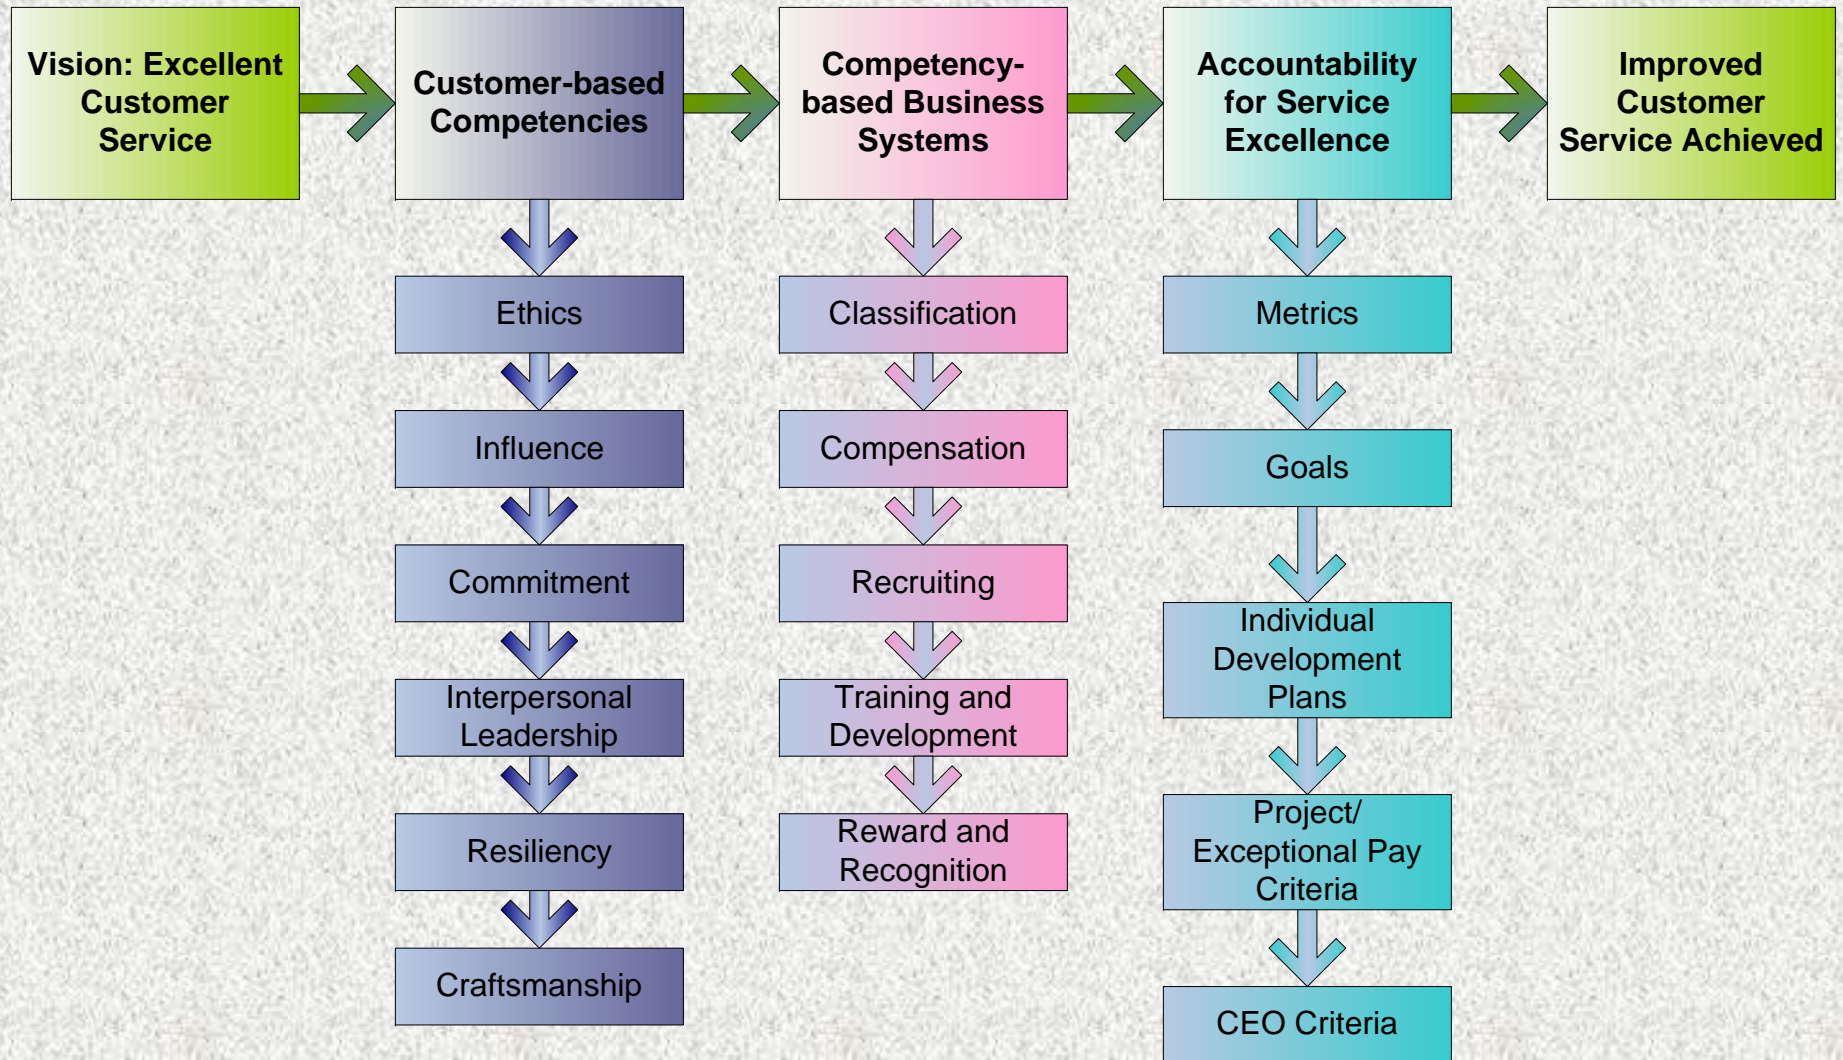 Vision: Excellent
Customer
Service
Customer-based
Competencies
Competency-
based Business
Systems
Accountability
for Service
Excellence
Improved
Customer
Service Achieved
Ethics
Influence
Commitment
Interpersonal
Leadership
Resiliency
Craftsmanship
Classification
Compensation
Recruiting
Training and
Development
Reward and
Recognition
Metrics
Goals
Individual
Development
Plans
Project/
Exceptional Pay
Criteria
CEO Criteria